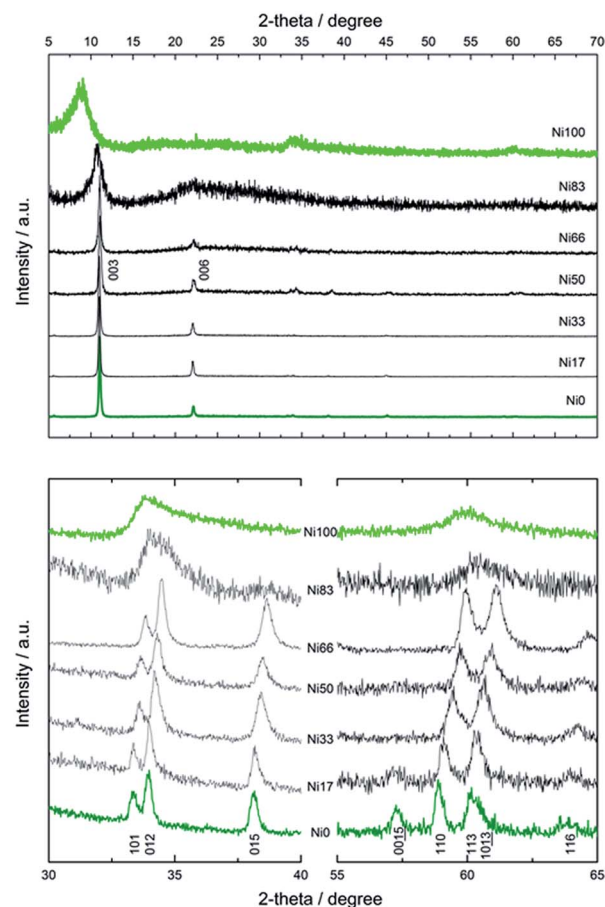 2-theta / degree
5 10 15 20 25 30 35 40 45 50 55 60 65 70
Intensity / a.u.
Ni100
Ni83
Ni66
003 006
Ni50
Ni33
Ni17
Ni0
Intensity / a.u.
Ni100
Ni83
Ni66
Ni50
Ni33
Ni17
Ni0
101 012 015 0015 110 113 1013 116
30 35 40 55 60 65
2-theta / degree